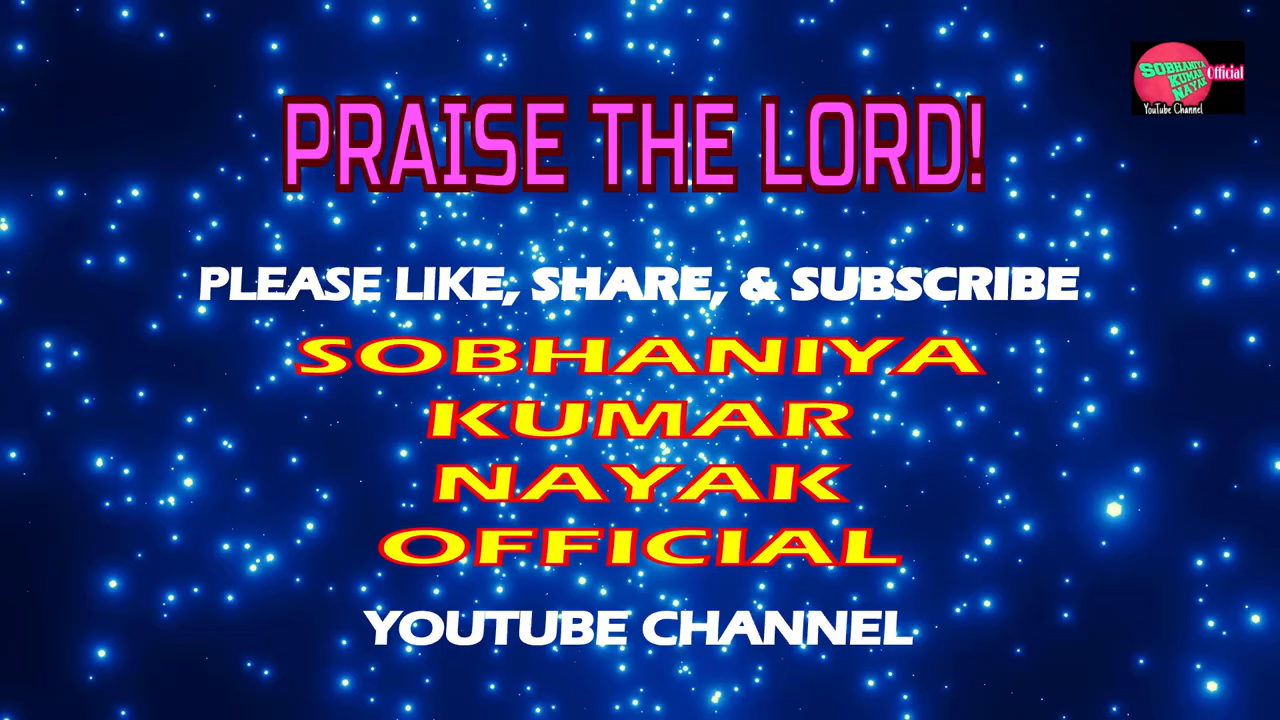 PRAISE THE LORD!
PLEASE LIKE, SHARE, & SUBSCRIBE
SOBHANIYA
KUMAR
NAYAK
OFFICIAL
YOUTUBE CHANNEL
SOBHANIYA
KUMAR
NAYAK
Official
YouTube Channel